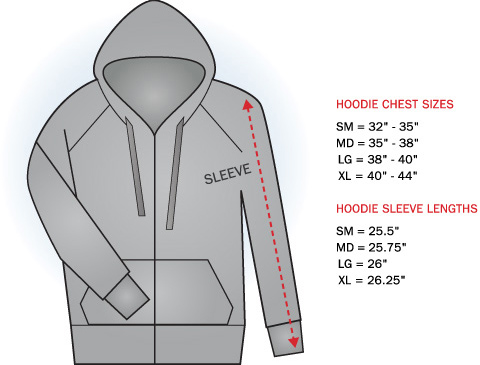 SLEEVE
HOODIE CHEST SIZES
SM = 32" - 35"
MD = 35" - 38"
LG = 38" - 40"
XL = 40" - 44"
HOODIE SLEEVE LENGTHS
SM = 25.5"
MD = 25.75"
LG = 26"
XL = 26.25"